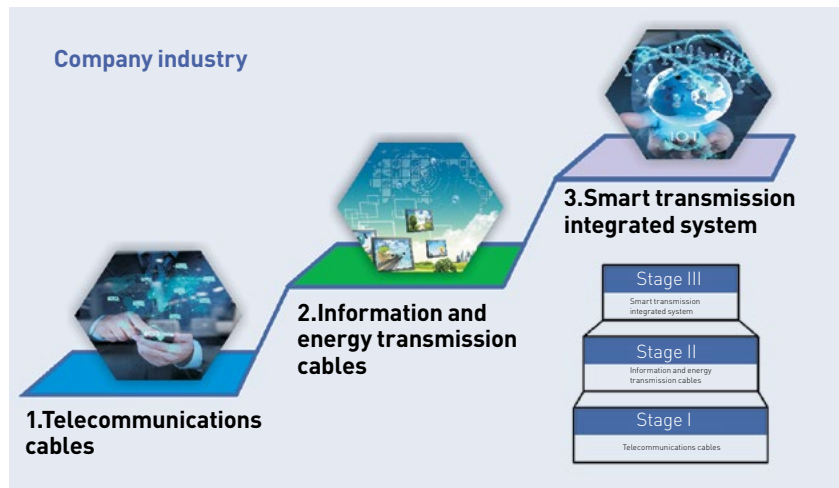 Company industry
IOT
3.Smart transmission
integrated system
2.Information and
energy transmission
cables
1.Telecommunications
cables
Stage III
Smart transmission
integrated system
Stage II
Information and energy
transmission cables
Stage I
Telecommunications cables